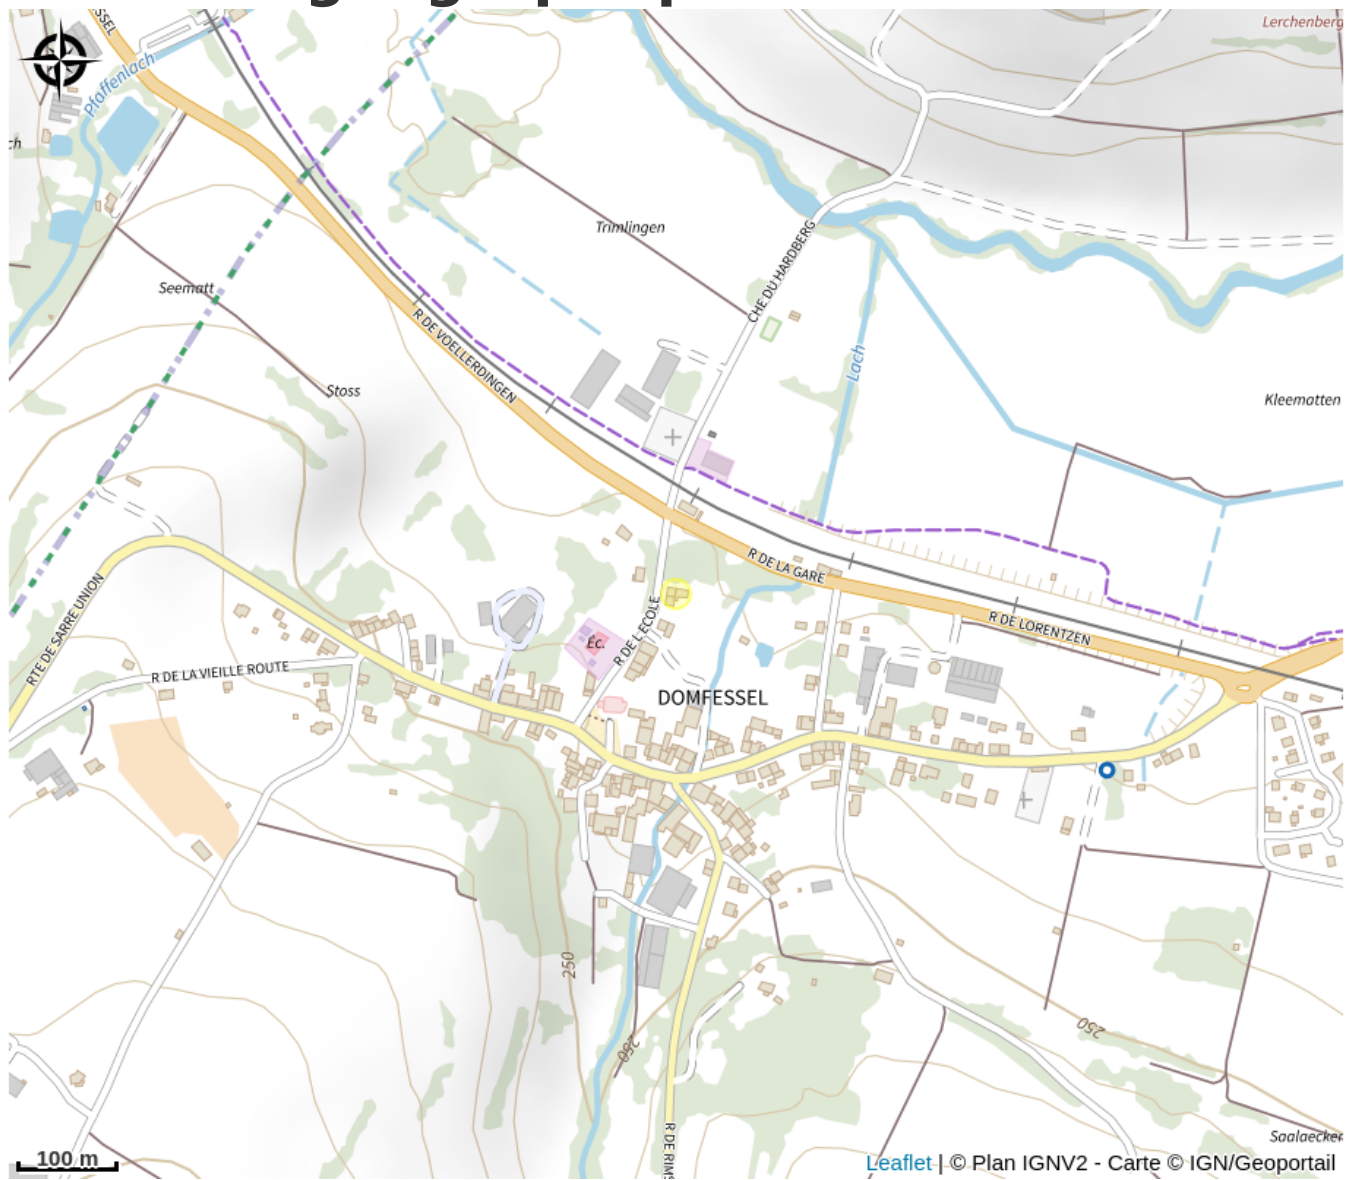 Lerchenberg
SSEL
Pfaffenlach
ch
Trimlingen
CHE DU HARDBERG
Seematt
R DE VOELLERDINGEN
Lach
Stoss
Kleematten
R DE LA GARE
RTE DE SARRE UNION
R DE L'ECOLE
Éc.
R DE LORENTZEN
R DE LA VIEILLE ROUTE
DOMFESSEL
250
250
250
R DE RIMS
Saalaecker
100 m
Leaflet | © Plan IGNV2 - Carte © IGN/Geoportail